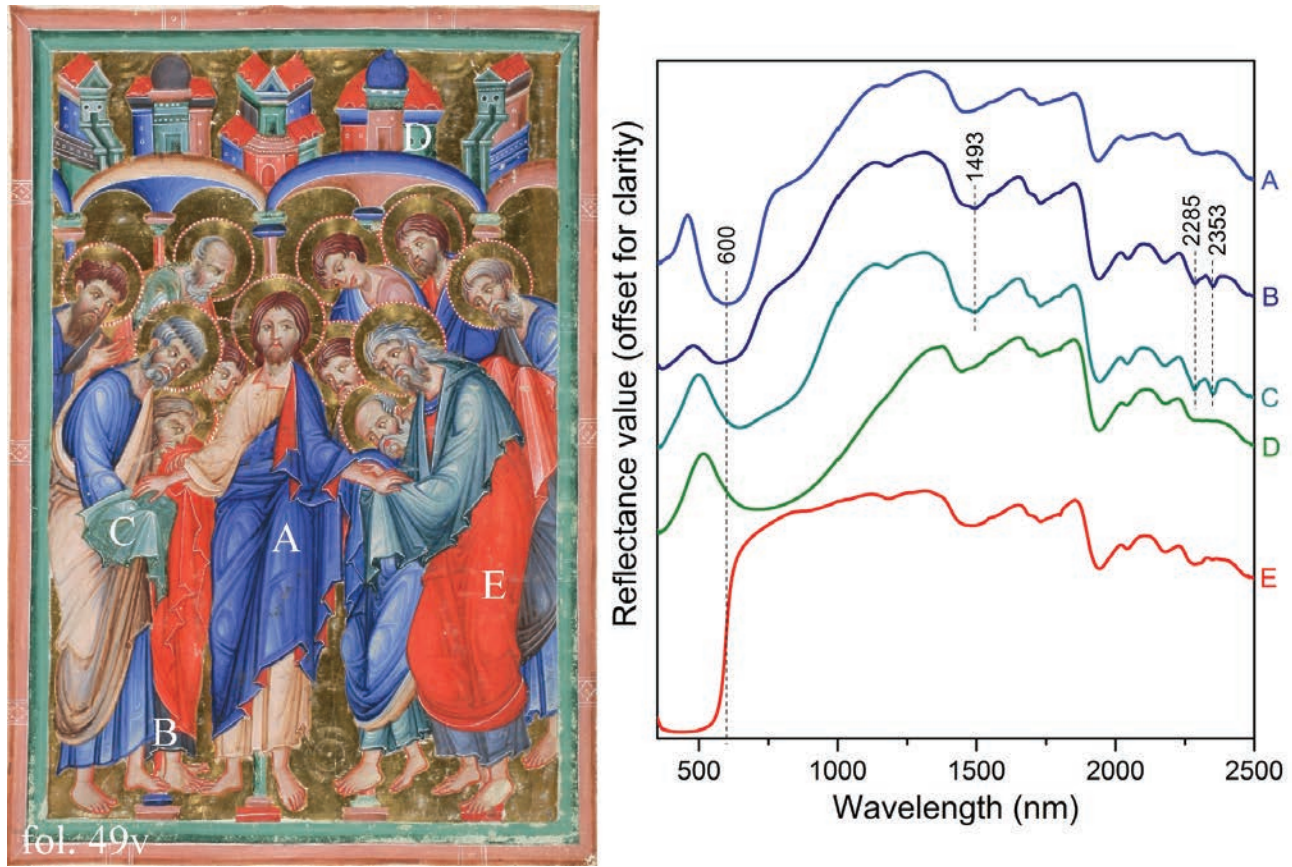 D
C
A
E
B
fol. 49v
Reflectance value (offset for clarity)
600
1493
2285
2353
A
B
C
D
E
500
1000
1500
2000
2500
Wavelength (nm)